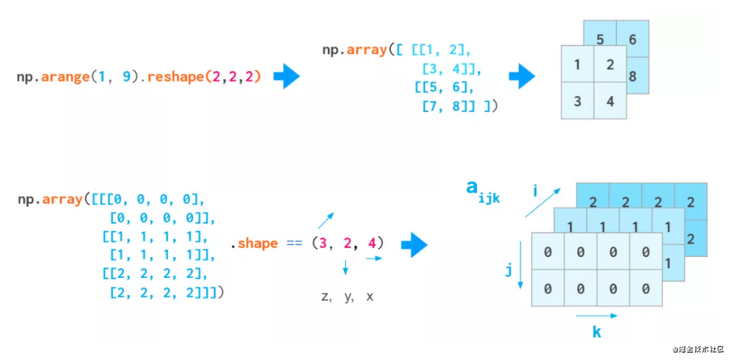 np.arange(1, 9).reshape(2,2,2)
np.array([ [[1, 2],
[3, 4]],
[[5, 6],
[7, 8]] ])
5 6
1 2
8
3 4
np.array([[[0, 0, 0, 0],
[0, 0, 0, 0]],
[[1, 1, 1, 1],
[1, 1, 1, 1]],
[[2, 2, 2, 2],
[2, 2, 2, 2]]])
.shape == (3, 2, 4)
z, y, x
a ijk
i
j
k
2 2 2 2
1 1 1 1
2
0 0 0 0
1
0 0 0 0
@稀土掘金技术社区